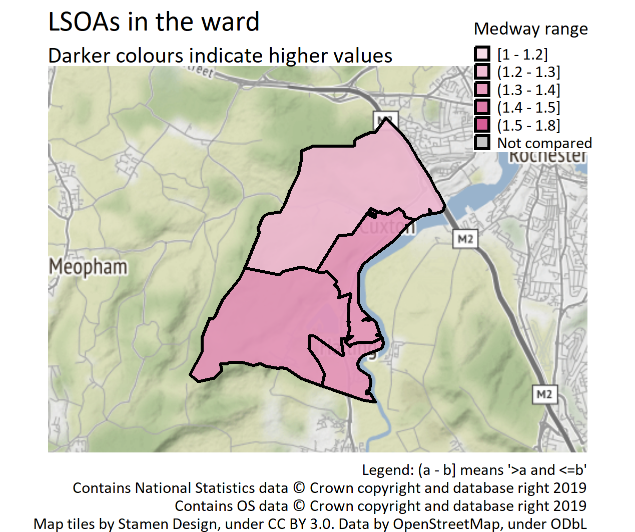 LSOAs in the ward
Darker colours indicate higher values
Medway range
[1 - 1.2]
(1.2 - 1.3]
(1.3 - 1.4]
(1.4 - 1.5]
(1.5 - 1.8]
Not compared
Rochester
Cuxton
M2
Meopham
M2
Legend: (a - b] means '>a and <=b'
Contains National Statistics data © Crown copyright and database right 2019
Contains OS data © Crown copyright and database right 2019
Map tiles by Stamen Design, under CC BY 3.0. Data by OpenStreetMap, under ODbL